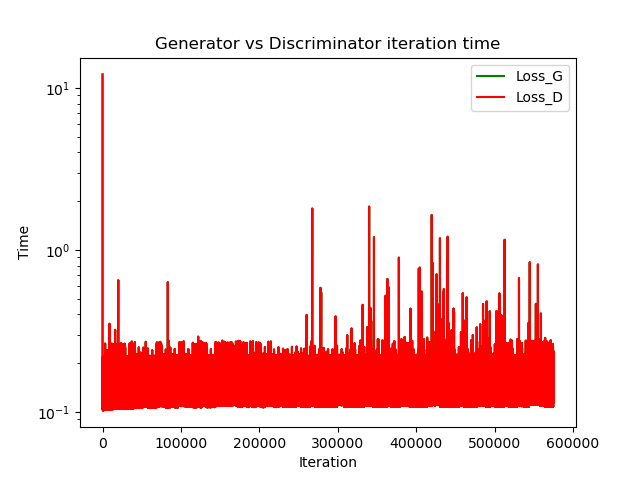 Generator vs Discriminator iteration time
Loss_G
Loss_D
10¹
10⁰
10⁻¹
Time
0 100000 200000 300000 400000 500000 600000
Iteration